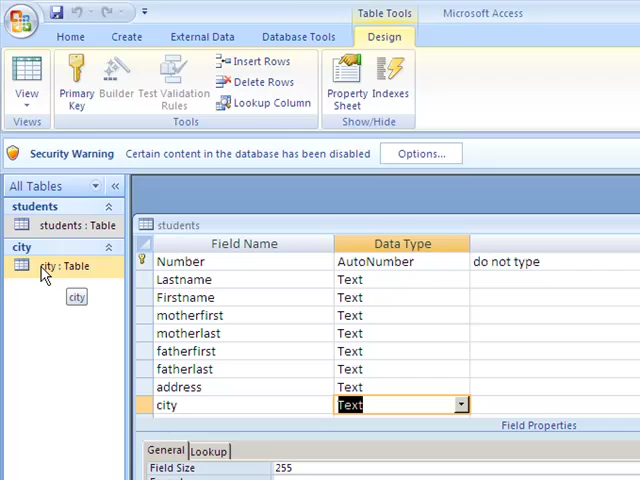 Table Tools
Microsoft Access
Home
Create
External Data
Database Tools
Design
View
Primary Key
Builder
Test Validation Rules
Insert Rows
Delete Rows
Lookup Column
Property Sheet
Indexes
Views
Tools
Show/Hide
Security Warning
Certain content in the database has been disabled
Options...
All Tables
students
students : Table
city
city : Table
city
students
Field Name
Data Type
Number
AutoNumber
do not type
Lastname
Text
Firstname
Text
motherfirst
Text
motherlast
Text
fatherfirst
Text
fatherlast
Text
address
Text
city
Text
Field Properties
General
Lookup
Field Size
255